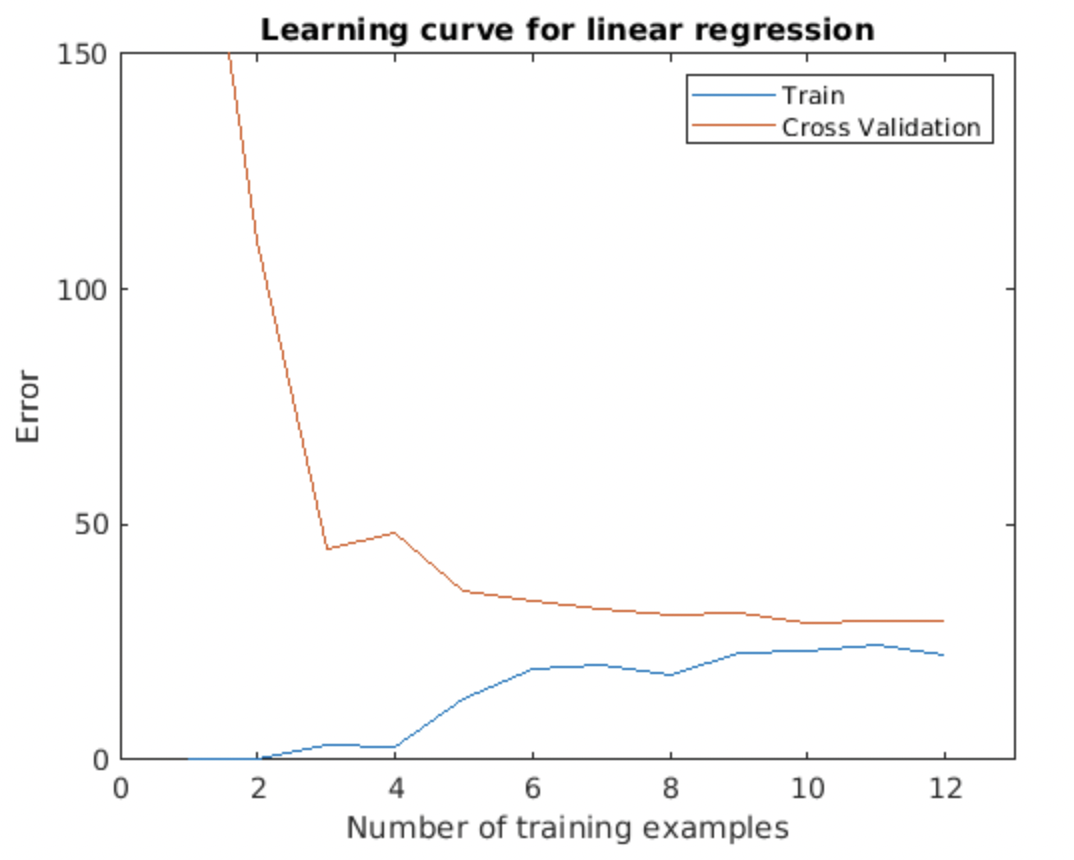 Learning curve for linear regression
150
Train
Cross Validation
100
Error
50
0
0 2 4 6 8 10 12
Number of training examples